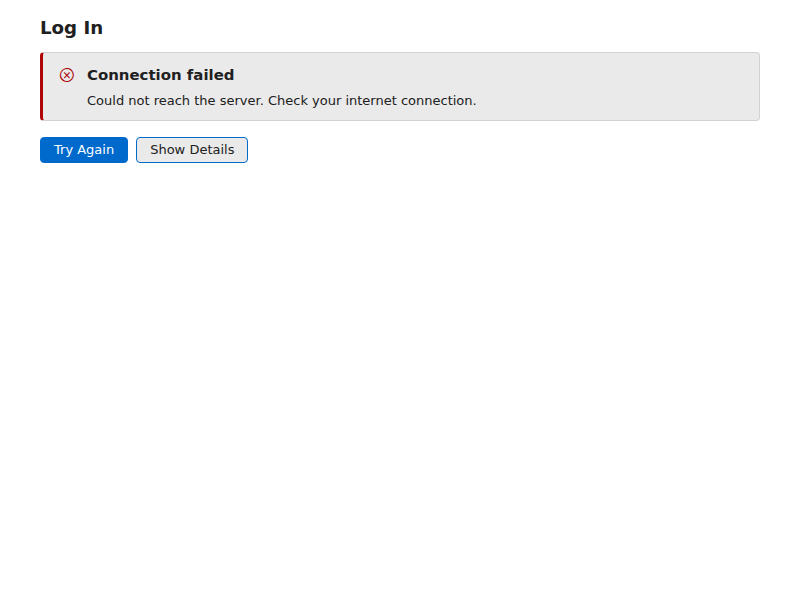 Log In
Connection failed
Could not reach the server. Check your internet connection.
Try Again
Show Details